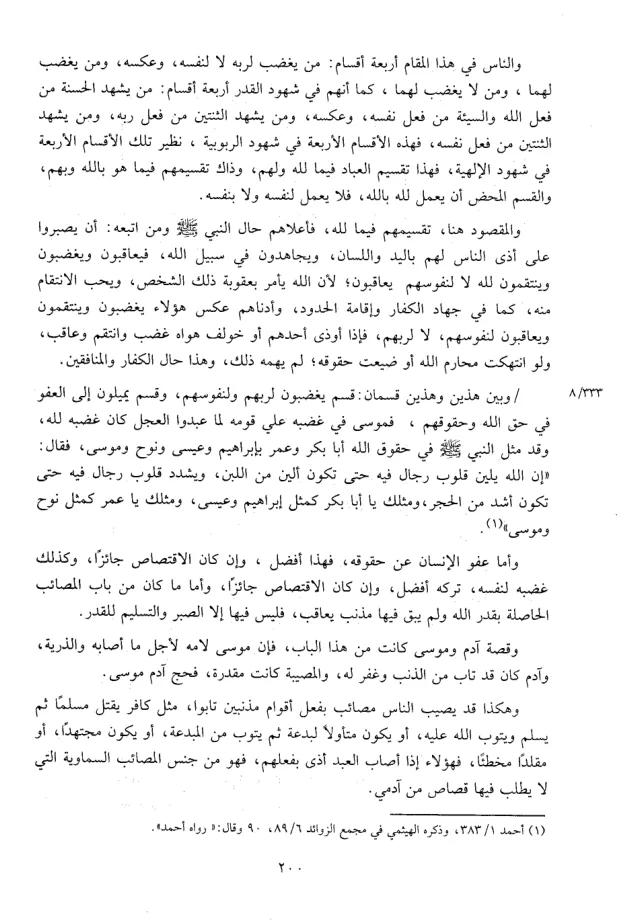 والناس في هذا المقام أربعة أقسام: من يغضب لربه لا لنفسه، وعكسه، ومن يغضب
لهما ، ومن لا يغضب لهما ، كما أنهم في شهود القدر أربعة أقسام: من يشهد الحسنة من
فعل الله والسيئة من فعل نفسه، وعكسه، ومن يشهد الثنتين من فعل ربه، ومن يشهد
الثنتين من فعل نفسه، فهذه الأقسام الأربعة في شهود الربوبية ، نظير تلك الأقسام الأربعة
في شهود الإلهية، فهذا تقسيم العباد فيما لله ولهم، وذاك تقسيمهم فيما هو بالله وبهم،
والقسم المحض أن يعمل لله بالله، فلا يعمل لنفسه ولا بنفسه.
والمقصود هنا، تقسيمهم فيما لله، فأعلاهم حال النبي ﷺ ومن اتبعه: أن يصبروا
على أذى الناس لهم باليد واللسان، ويجاهدون في سبيل الله، فيعاقبون ويغضبون
وينتقمون لله لا لنفوسهم يعاقبون؛ لأن الله يأمر بعقوبة ذلك الشخص، ويحب الانتقام
منه، كما في جهاد الكفار وإقامة الحدود، وأدناهم عكس هؤلاء يغضبون وينتقمون
ويعاقبون لنفوسهم، لا لربهم، فإذا أوذى أحدهم أو خولف هواه غضب وانتقم وعاقب،
ولو انتهكت محارم الله أو ضيعت حقوقه؛ لم يهمه ذلك، وهذا حال الكفار والمنافقين.
٨/٣٣٣ / وبين هذين وهذين قسمان: قسم يغضبون لربهم ولنفوسهم، وقسم يميلون إلى العفو
في حق الله وحقوقهم ، فموسى في غضبه علي قومه لما عبدوا العجل كان غضبه لله،
وقد مثل النبي ﷺ في حقوق الله أبا بكر وعمر بإبراهيم وعيسى ونوح وموسى، فقال:
«إن الله يلين قلوب رجال فيه حتى تكون ألين من اللبن، ويشدد قلوب رجال فيه حتى
تكون أشد من الحجر،ومثلك يا أبا بكر كمثل إبراهيم وعيسى، ومثلك يا عمر كمثل نوح
وموسى»(١).
وأما عفو الإنسان عن حقوقه، فهذا أفضل ، وإن كان الاقتصاص جائزًا، وكذلك
غضبه لنفسه، تركه أفضل، وإن كان الاقتصاص جائزًا، وأما ما كان من باب المصائب
الحاصلة بقدر الله ولم يبق فيها مذنب يعاقب، فليس فيها إلا الصبر والتسليم للقدر.
وقصة آدم وموسى كانت من هذا الباب، فإن موسى لامه لأجل ما أصابه والذرية،
وآدم كان قد تاب من الذنب وغفر له، والمصيبة كانت مقدرة، فحج آدم موسى.
وهكذا قد يصيب الناس مصائب بفعل أقوام مذنبين تابوا، مثل كافر يقتل مسلمًا ثم
يسلم ويتوب الله عليه، أو يكون متأولاً لبدعة ثم يتوب من المبدعة، أو يكون مجتهدًا، أو
مقلدًا مخطئًا، فهؤلاء إذا أصاب العبد أذى بفعلهم، فهو من جنس المصائب السماوية التي
لا يطلب فيها قصاص من آدمي.
(١) أحمد ٣٨٣/١، وذكره الهيثمي في مجمع الزوائد ٨٩/٦، ٩٠ وقال:« رواه أحمد».
٢٠٠